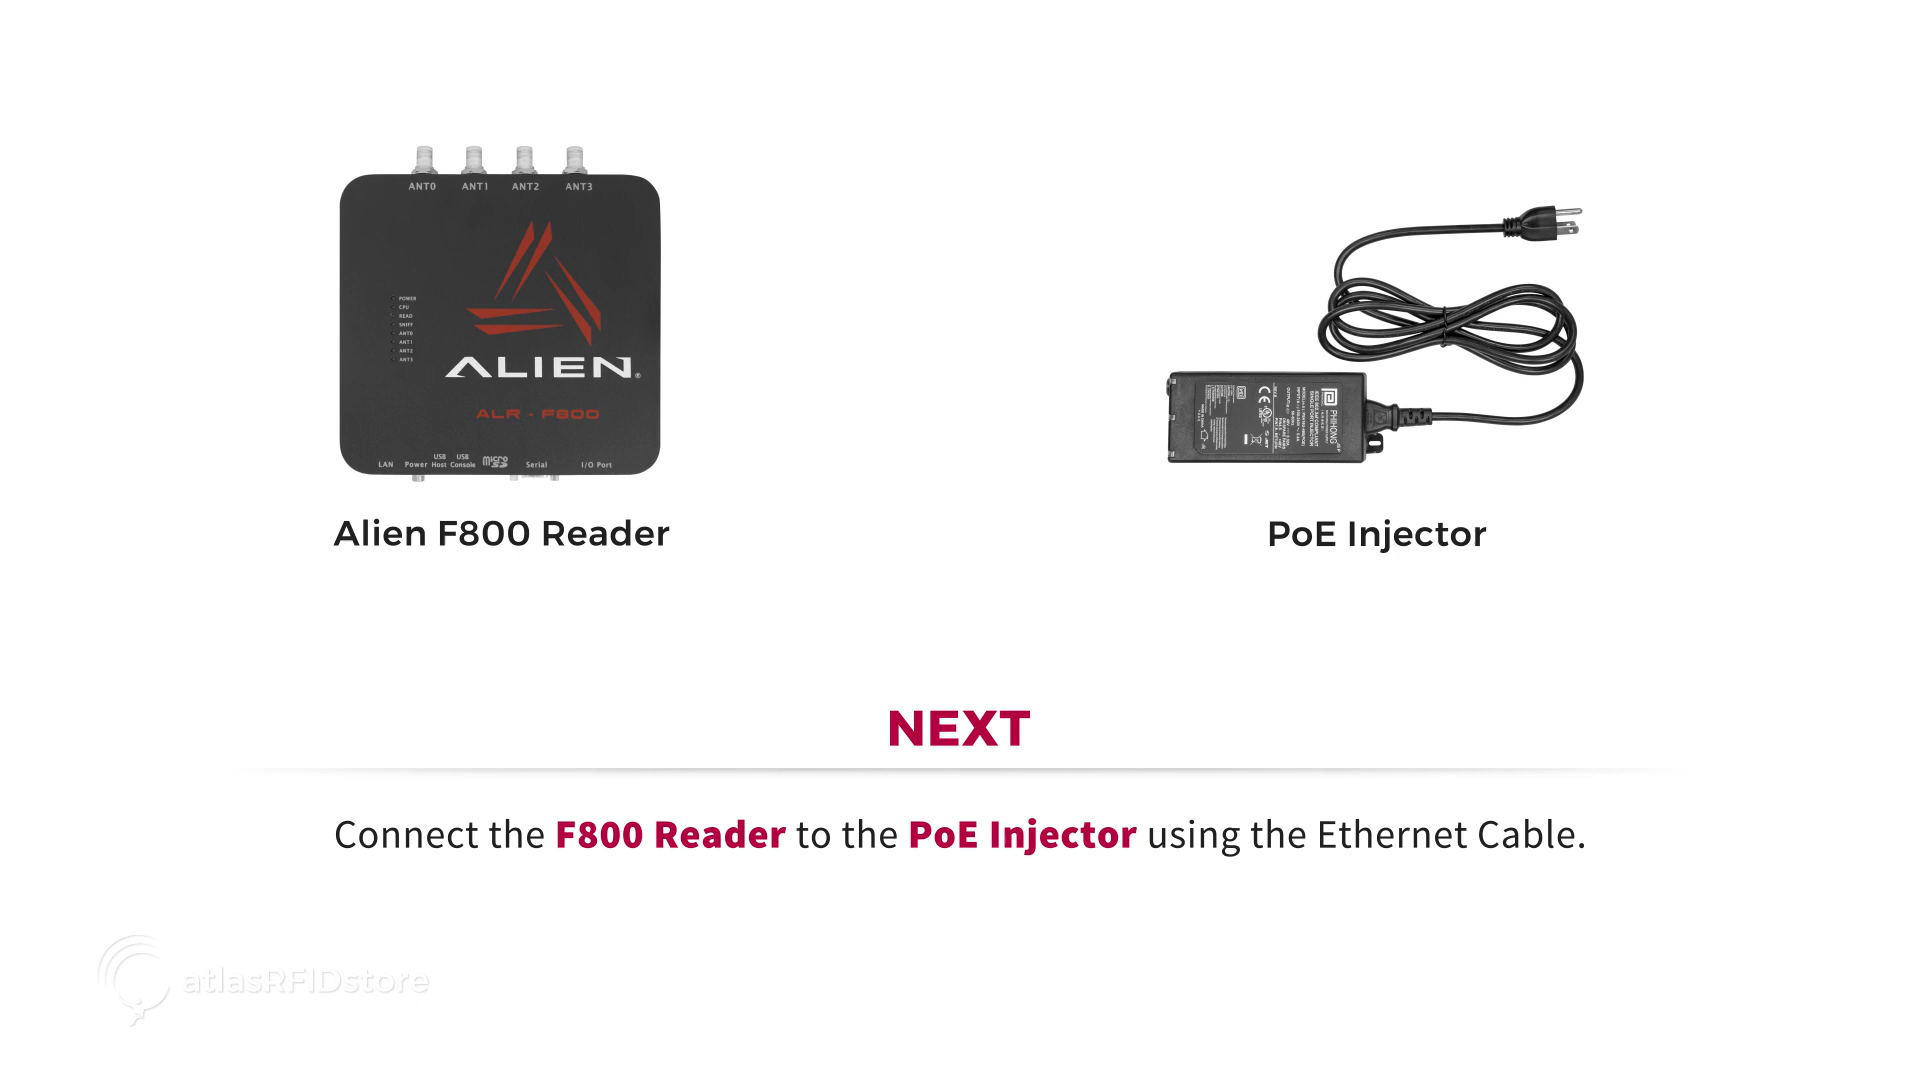 ANT0 ANT1 ANT2 ANT3
POWER
CPU
READ
SNIFF
ANT0
ANT1
ANT2
ANT3
ALIEN®
ALR - F800
LAN Power USB Host USB Console micro SD Serial I/O Port
PHIHONG
Alien F800 Reader
PoE Injector
NEXT
Connect the F800 Reader to the PoE Injector using the Ethernet Cable.
atlasRFIDstore